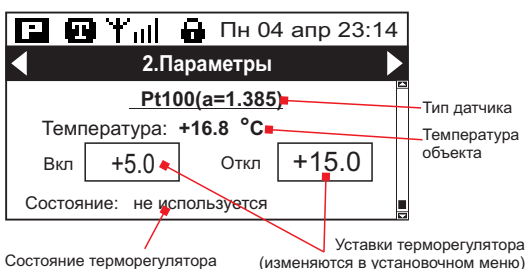 P T Пн 04 апр 23:14
2.Параметры
Pt100(a=1.385)
Тип датчика
Температура: +16.8 °C
Температура
объекта
Вкл +5.0 Откл +15.0
Состояние: не используется
Состояние терморегулятора
Уставки терморегулятора
(изменяются в установочном меню)